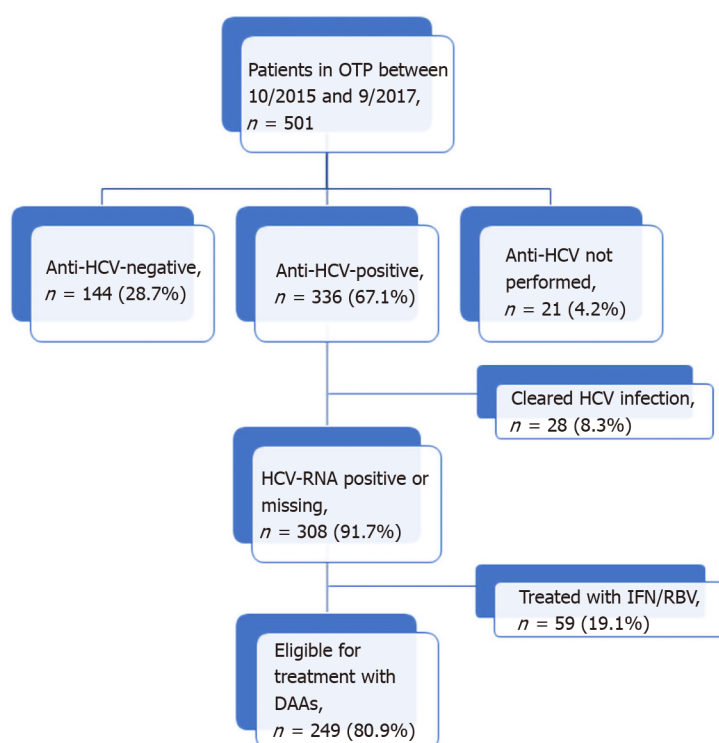 Patients in OTP between
10/2015 and 9/2017,
n = 501
Anti-HCV-negative,
n = 144 (28.7%)
Anti-HCV-positive,
n = 336 (67.1%)
Anti-HCV not
performed,
n = 21 (4.2%)
Cleared HCV infection,
n = 28 (8.3%)
HCV-RNA positive or
missing,
n = 308 (91.7%)
Treated with IFN/RBV,
n = 59 (19.1%)
Eligible for
treatment with
DAAs,
n = 249 (80.9%)